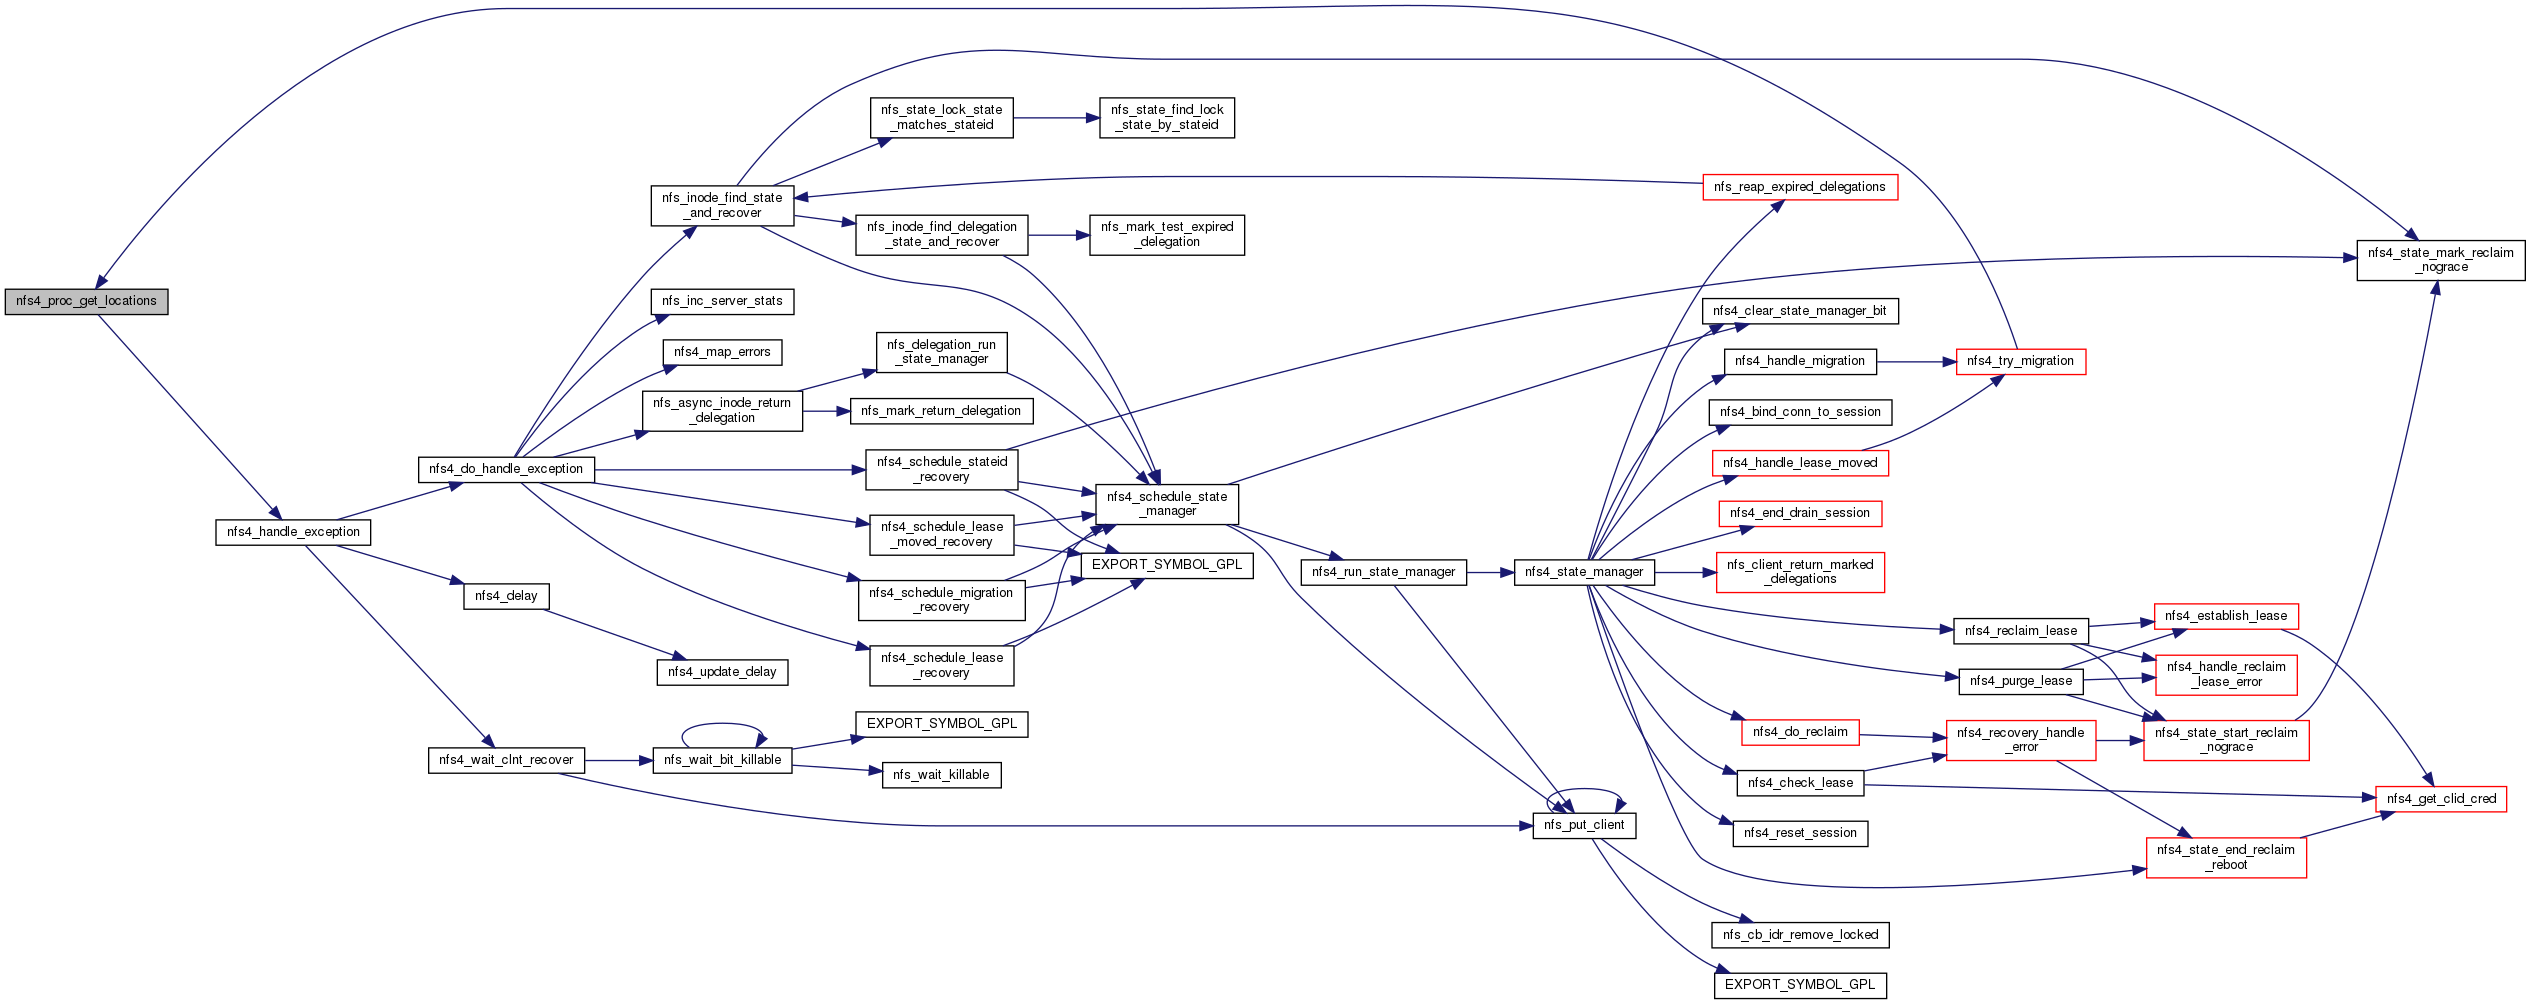 nfs4_proc_get_locations
nfs4_handle_exception
nfs4_do_handle_exception
nfs4_delay
nfs4_wait_clnt_recover
nfs_inode_find_state
_and_recover
nfs_inc_server_stats
nfs4_map_errors
nfs_async_inode_return
_delegation
nfs4_update_delay
nfs_wait_bit_killable
nfs_state_lock_state
_matches_stateid
nfs_inode_find_delegation
_state_and_recover
nfs_delegation_run
_state_manager
nfs_mark_return_delegation
nfs4_schedule_stateid
_recovery
nfs4_schedule_lease
_moved_recovery
nfs4_schedule_migration
_recovery
nfs4_schedule_lease
_recovery
EXPORT_SYMBOL_GPL
nfs_wait_killable
nfs_state_find_lock
_state_by_stateid
nfs_mark_test_expired
_delegation
nfs4_schedule_state
_manager
EXPORT_SYMBOL_GPL
nfs4_run_state_manager
nfs4_state_manager
nfs_put_client
nfs_reap_expired_delegations
nfs4_clear_state_manager_bit
nfs4_handle_migration
nfs4_bind_conn_to_session
nfs4_handle_lease_moved
nfs4_end_drain_session
nfs_client_return_marked
_delegations
nfs4_do_reclaim
nfs4_check_lease
nfs4_reset_session
nfs_cb_idr_remove_locked
EXPORT_SYMBOL_GPL
nfs4_try_migration
nfs4_reclaim_lease
nfs4_purge_lease
nfs4_recovery_handle
_error
nfs4_establish_lease
nfs4_handle_reclaim
_lease_error
nfs4_state_start_reclaim
_nograce
nfs4_state_end_reclaim
_reboot
nfs4_state_mark_reclaim
_nograce
nfs4_get_clid_cred